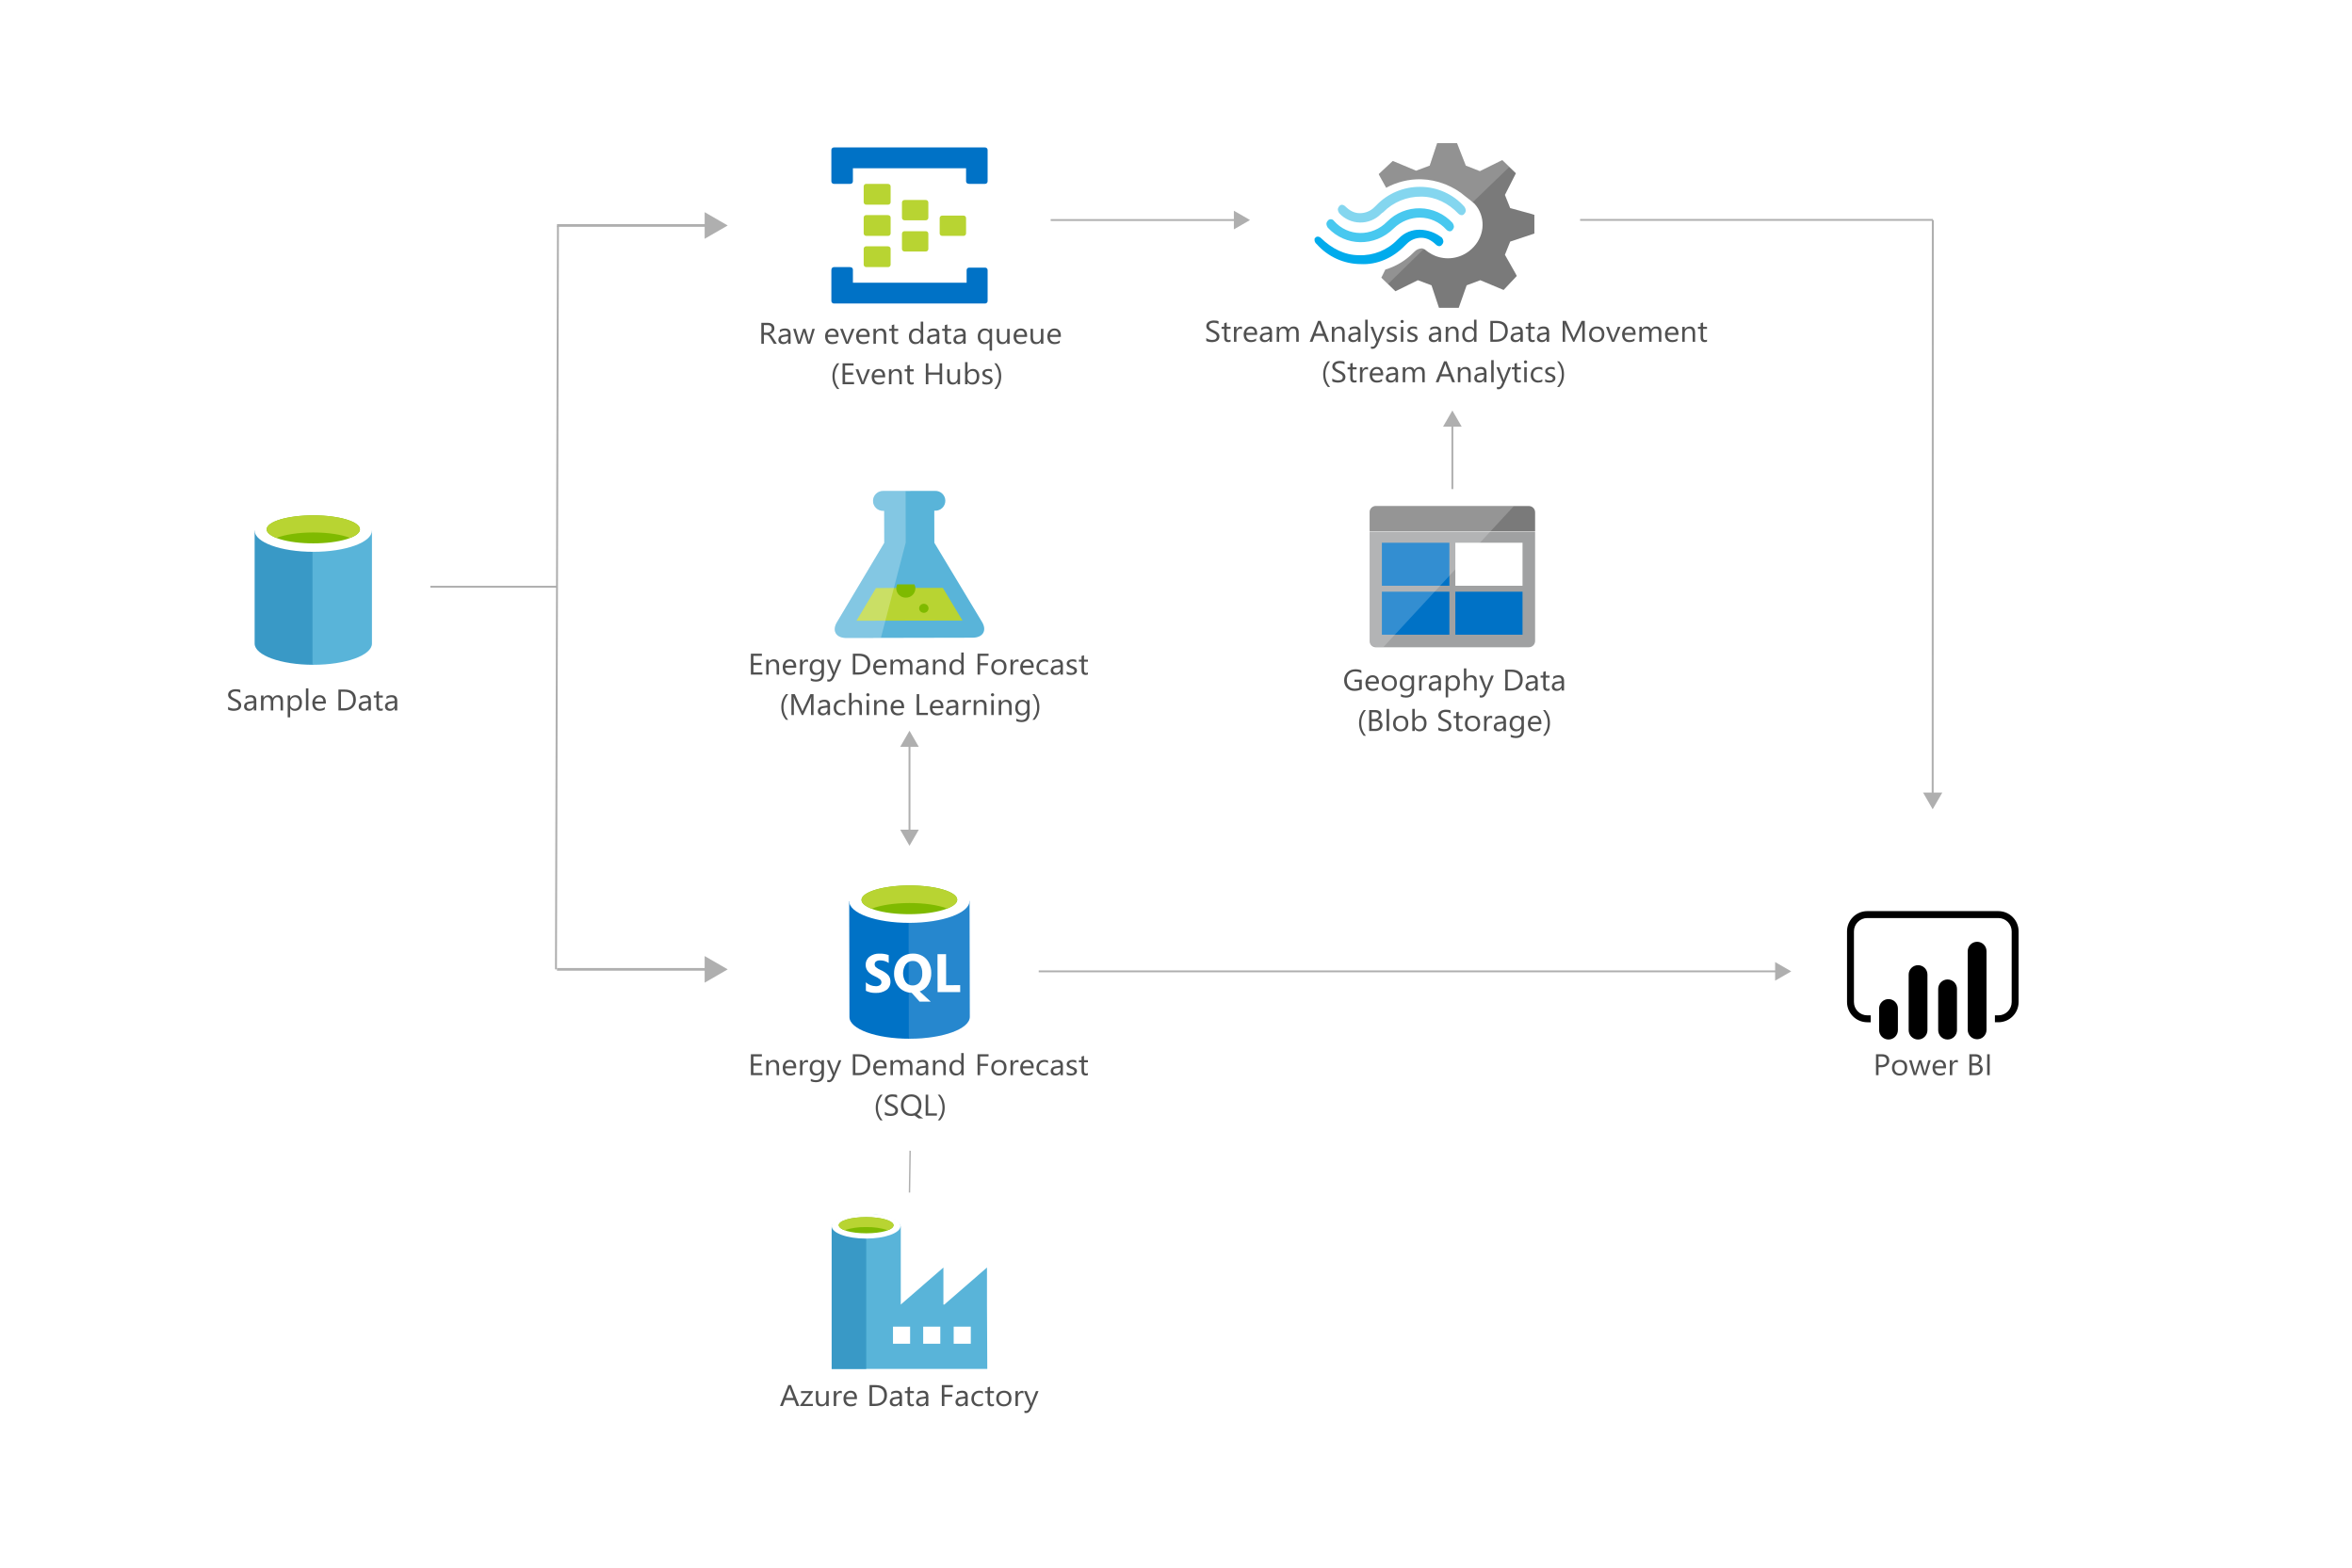 Raw event data queue
(Event Hubs)
Stream Analysis and Data Movement
(Stream Analytics)
Sample Data
Energy Demand Forecast
(Machine Learning)
Geography Data
(Blob Storage)
SQL
Energy Demand Forecast
(SQL)
Power BI
Azure Data Factory